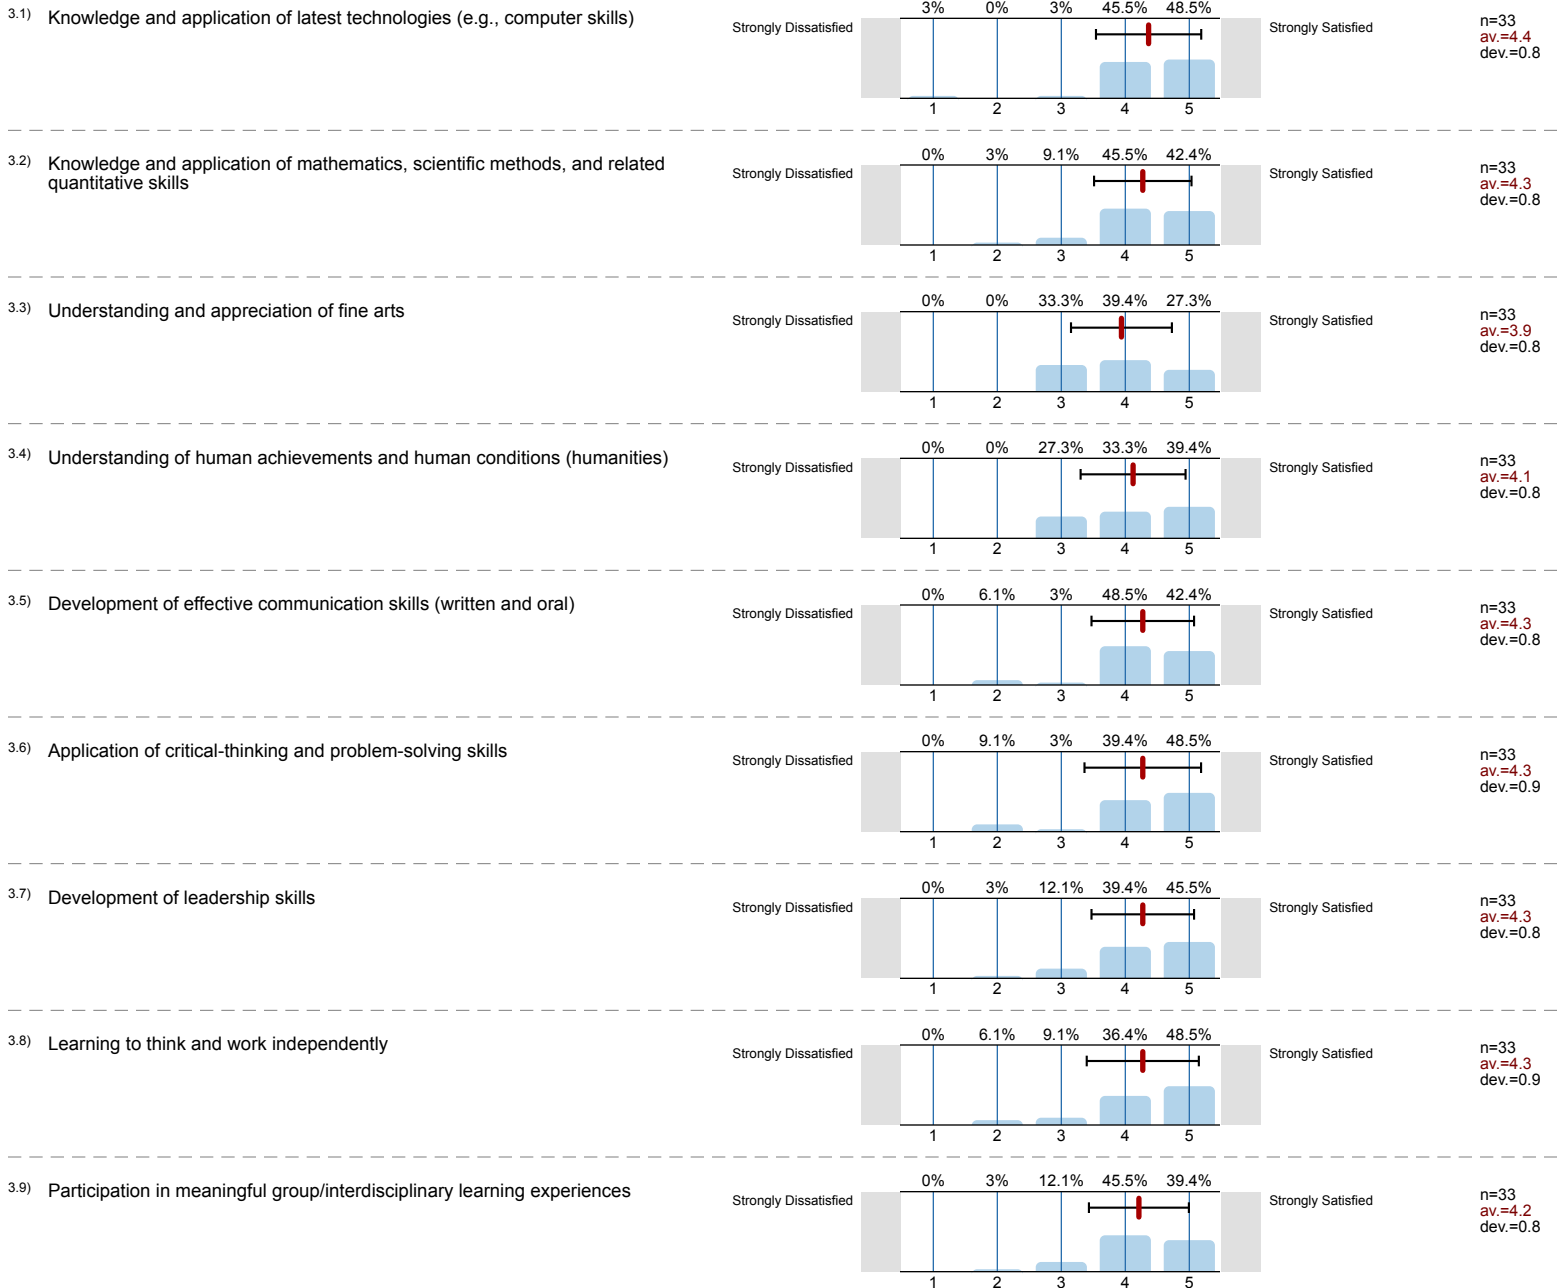 3.1) Knowledge and application of latest technologies (e.g., computer skills)
3% 0% 3% 45.5% 48.5%
Strongly Dissatisfied Strongly Satisfied
n=33
av.=4.4
dev.=0.8
1 2 3 4 5
3.2) Knowledge and application of mathematics, scientific methods, and related
quantitative skills
0% 3% 9.1% 45.5% 42.4%
Strongly Dissatisfied Strongly Satisfied
n=33
av.=4.3
dev.=0.8
1 2 3 4 5
3.3) Understanding and appreciation of fine arts
0% 0% 33.3% 39.4% 27.3%
Strongly Dissatisfied Strongly Satisfied
n=33
av.=3.9
dev.=0.8
1 2 3 4 5
3.4) Understanding of human achievements and human conditions (humanities)
0% 0% 27.3% 33.3% 39.4%
Strongly Dissatisfied Strongly Satisfied
n=33
av.=4.1
dev.=0.8
1 2 3 4 5
3.5) Development of effective communication skills (written and oral)
0% 6.1% 3% 48.5% 42.4%
Strongly Dissatisfied Strongly Satisfied
n=33
av.=4.3
dev.=0.8
1 2 3 4 5
3.6) Application of critical-thinking and problem-solving skills
0% 9.1% 3% 39.4% 48.5%
Strongly Dissatisfied Strongly Satisfied
n=33
av.=4.3
dev.=0.9
1 2 3 4 5
3.7) Development of leadership skills
0% 3% 12.1% 39.4% 45.5%
Strongly Dissatisfied Strongly Satisfied
n=33
av.=4.3
dev.=0.8
1 2 3 4 5
3.8) Learning to think and work independently
0% 6.1% 9.1% 36.4% 48.5%
Strongly Dissatisfied Strongly Satisfied
n=33
av.=4.3
dev.=0.9
1 2 3 4 5
3.9) Participation in meaningful group/interdisciplinary learning experiences
0% 3% 12.1% 45.5% 39.4%
Strongly Dissatisfied Strongly Satisfied
n=33
av.=4.2
dev.=0.8
1 2 3 4 5